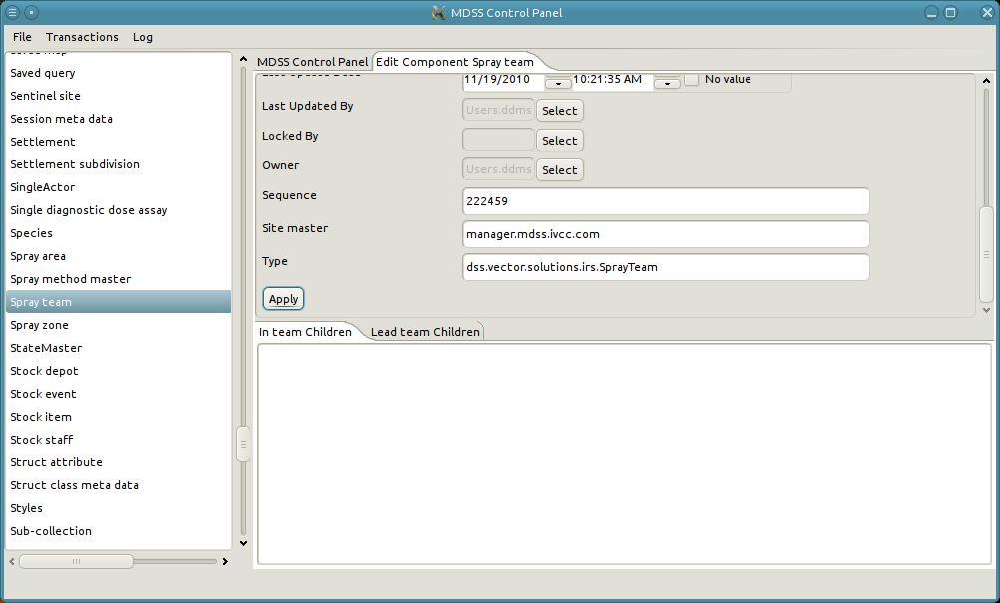 MDSS Control Panel
File Transactions Log
Saved map
Saved query
Sentinel site
Session meta data
Settlement
Settlement subdivision
SingleActor
Single diagnostic dose assay
Species
Spray area
Spray method master
Spray team
Spray zone
StateMaster
Stock depot
Stock event
Stock item
Stock staff
Struct attribute
Struct class meta data
Styles
Sub-collection
MDSS Control Panel Edit Component Spray team
11/19/2010 10:21:35 AM No value
Last Updated By Users.ddms Select
Locked By Select
Owner Users.ddms Select
Sequence 222459
Site master manager.mdss.ivcc.com
Type dss.vector.solutions.irs.SprayTeam
Apply
In team Children Lead team Children